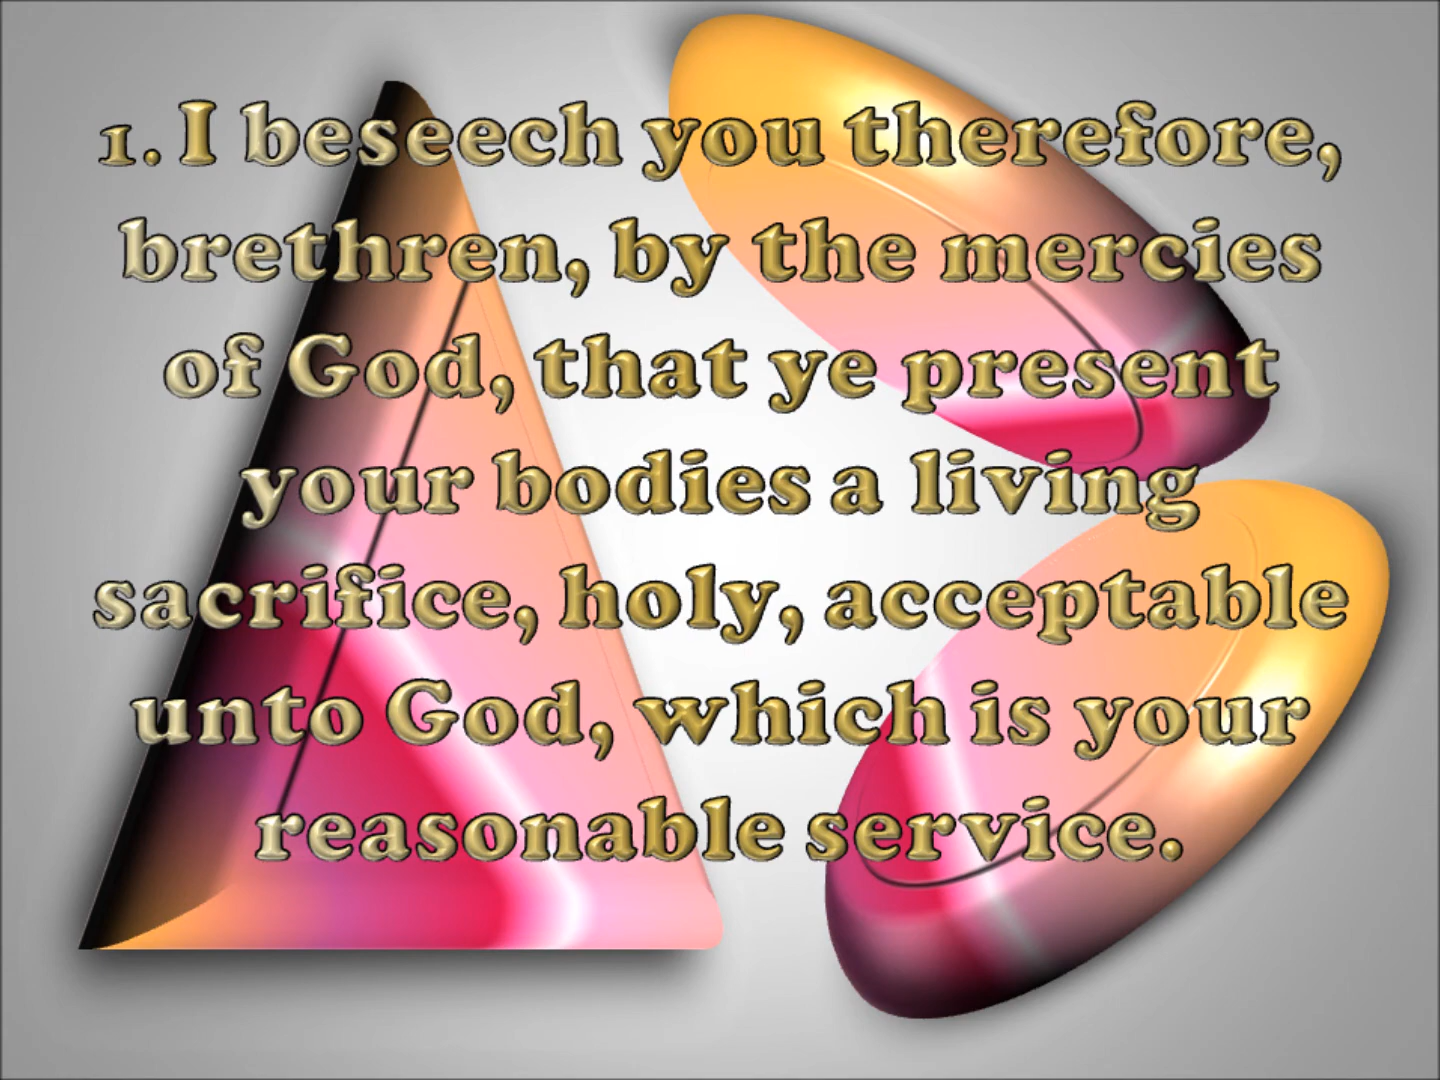 1. I beseech you therefore,
brethren, by the mercies
of God, that ye present
your bodies a living
sacrifice, holy, acceptable
unto God, which is your
reasonable service.